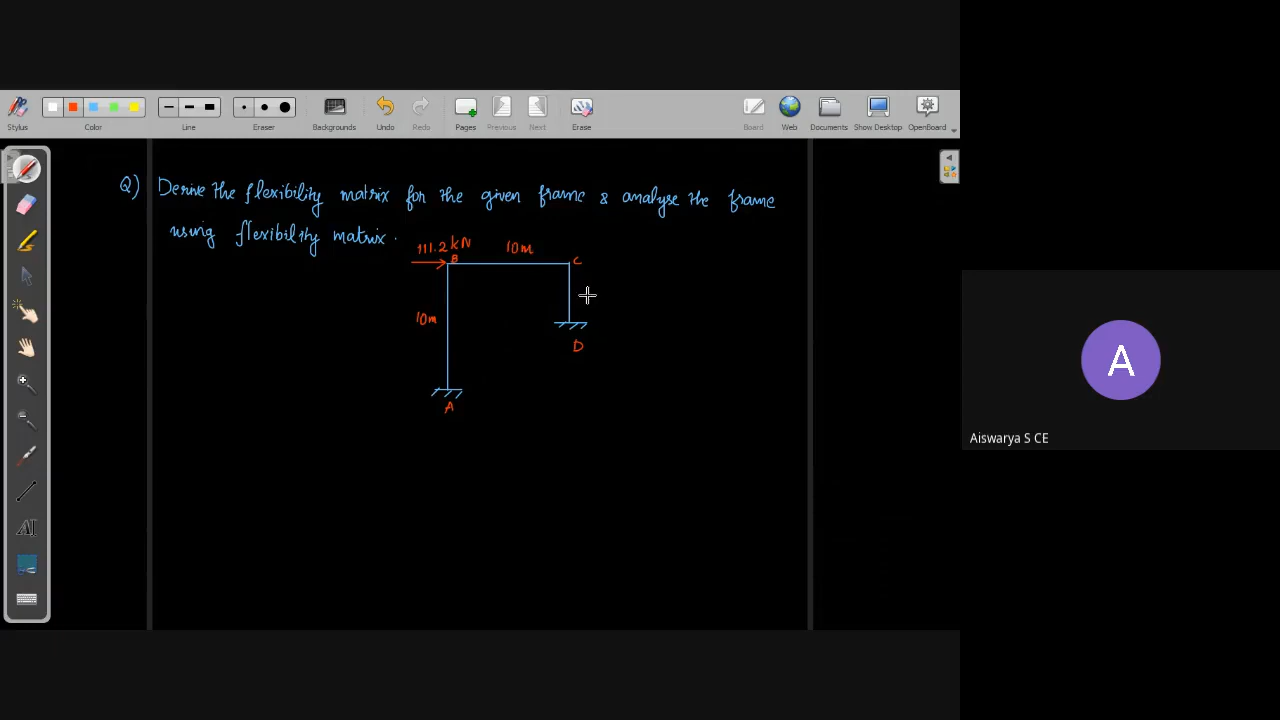 Stylus
Color
Line
Eraser
Backgrounds
Undo
Redo
Pages
Previous
Next
Erase
Board
Web
Documents
Show Desktop
OpenBoard
Q) Derive the flexibility matrix for the given frame & analyse the frame
using flexibility matrix.
111.2 kN
10m
B
C
10m
D
A
A
Aiswarya S CE
AI